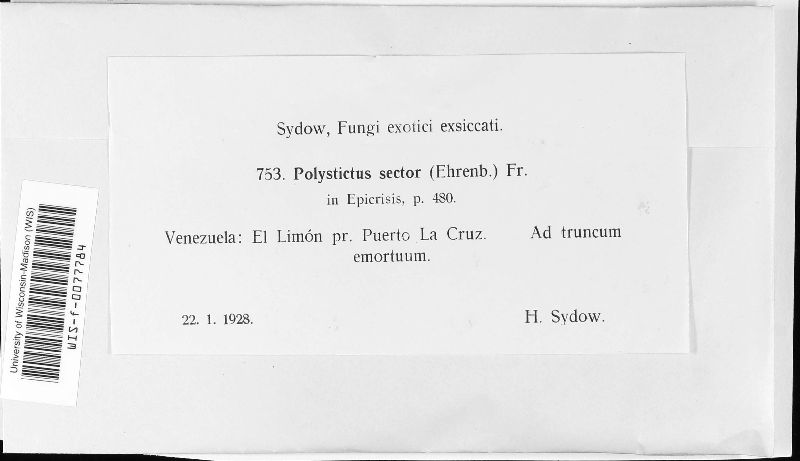 Sydow, Fungi exotici exsiccati.
753. Polystictus sector (Ehrenb.) Fr.
in Epicrisis, p. 480.
Venezuela: El Limón pr. Puerto La Cruz. Ad truncum
emortuum.
22. 1. 1928. H. Sydow.
University of Wisconsin-Madison (WIS)
WIS-f-0077784